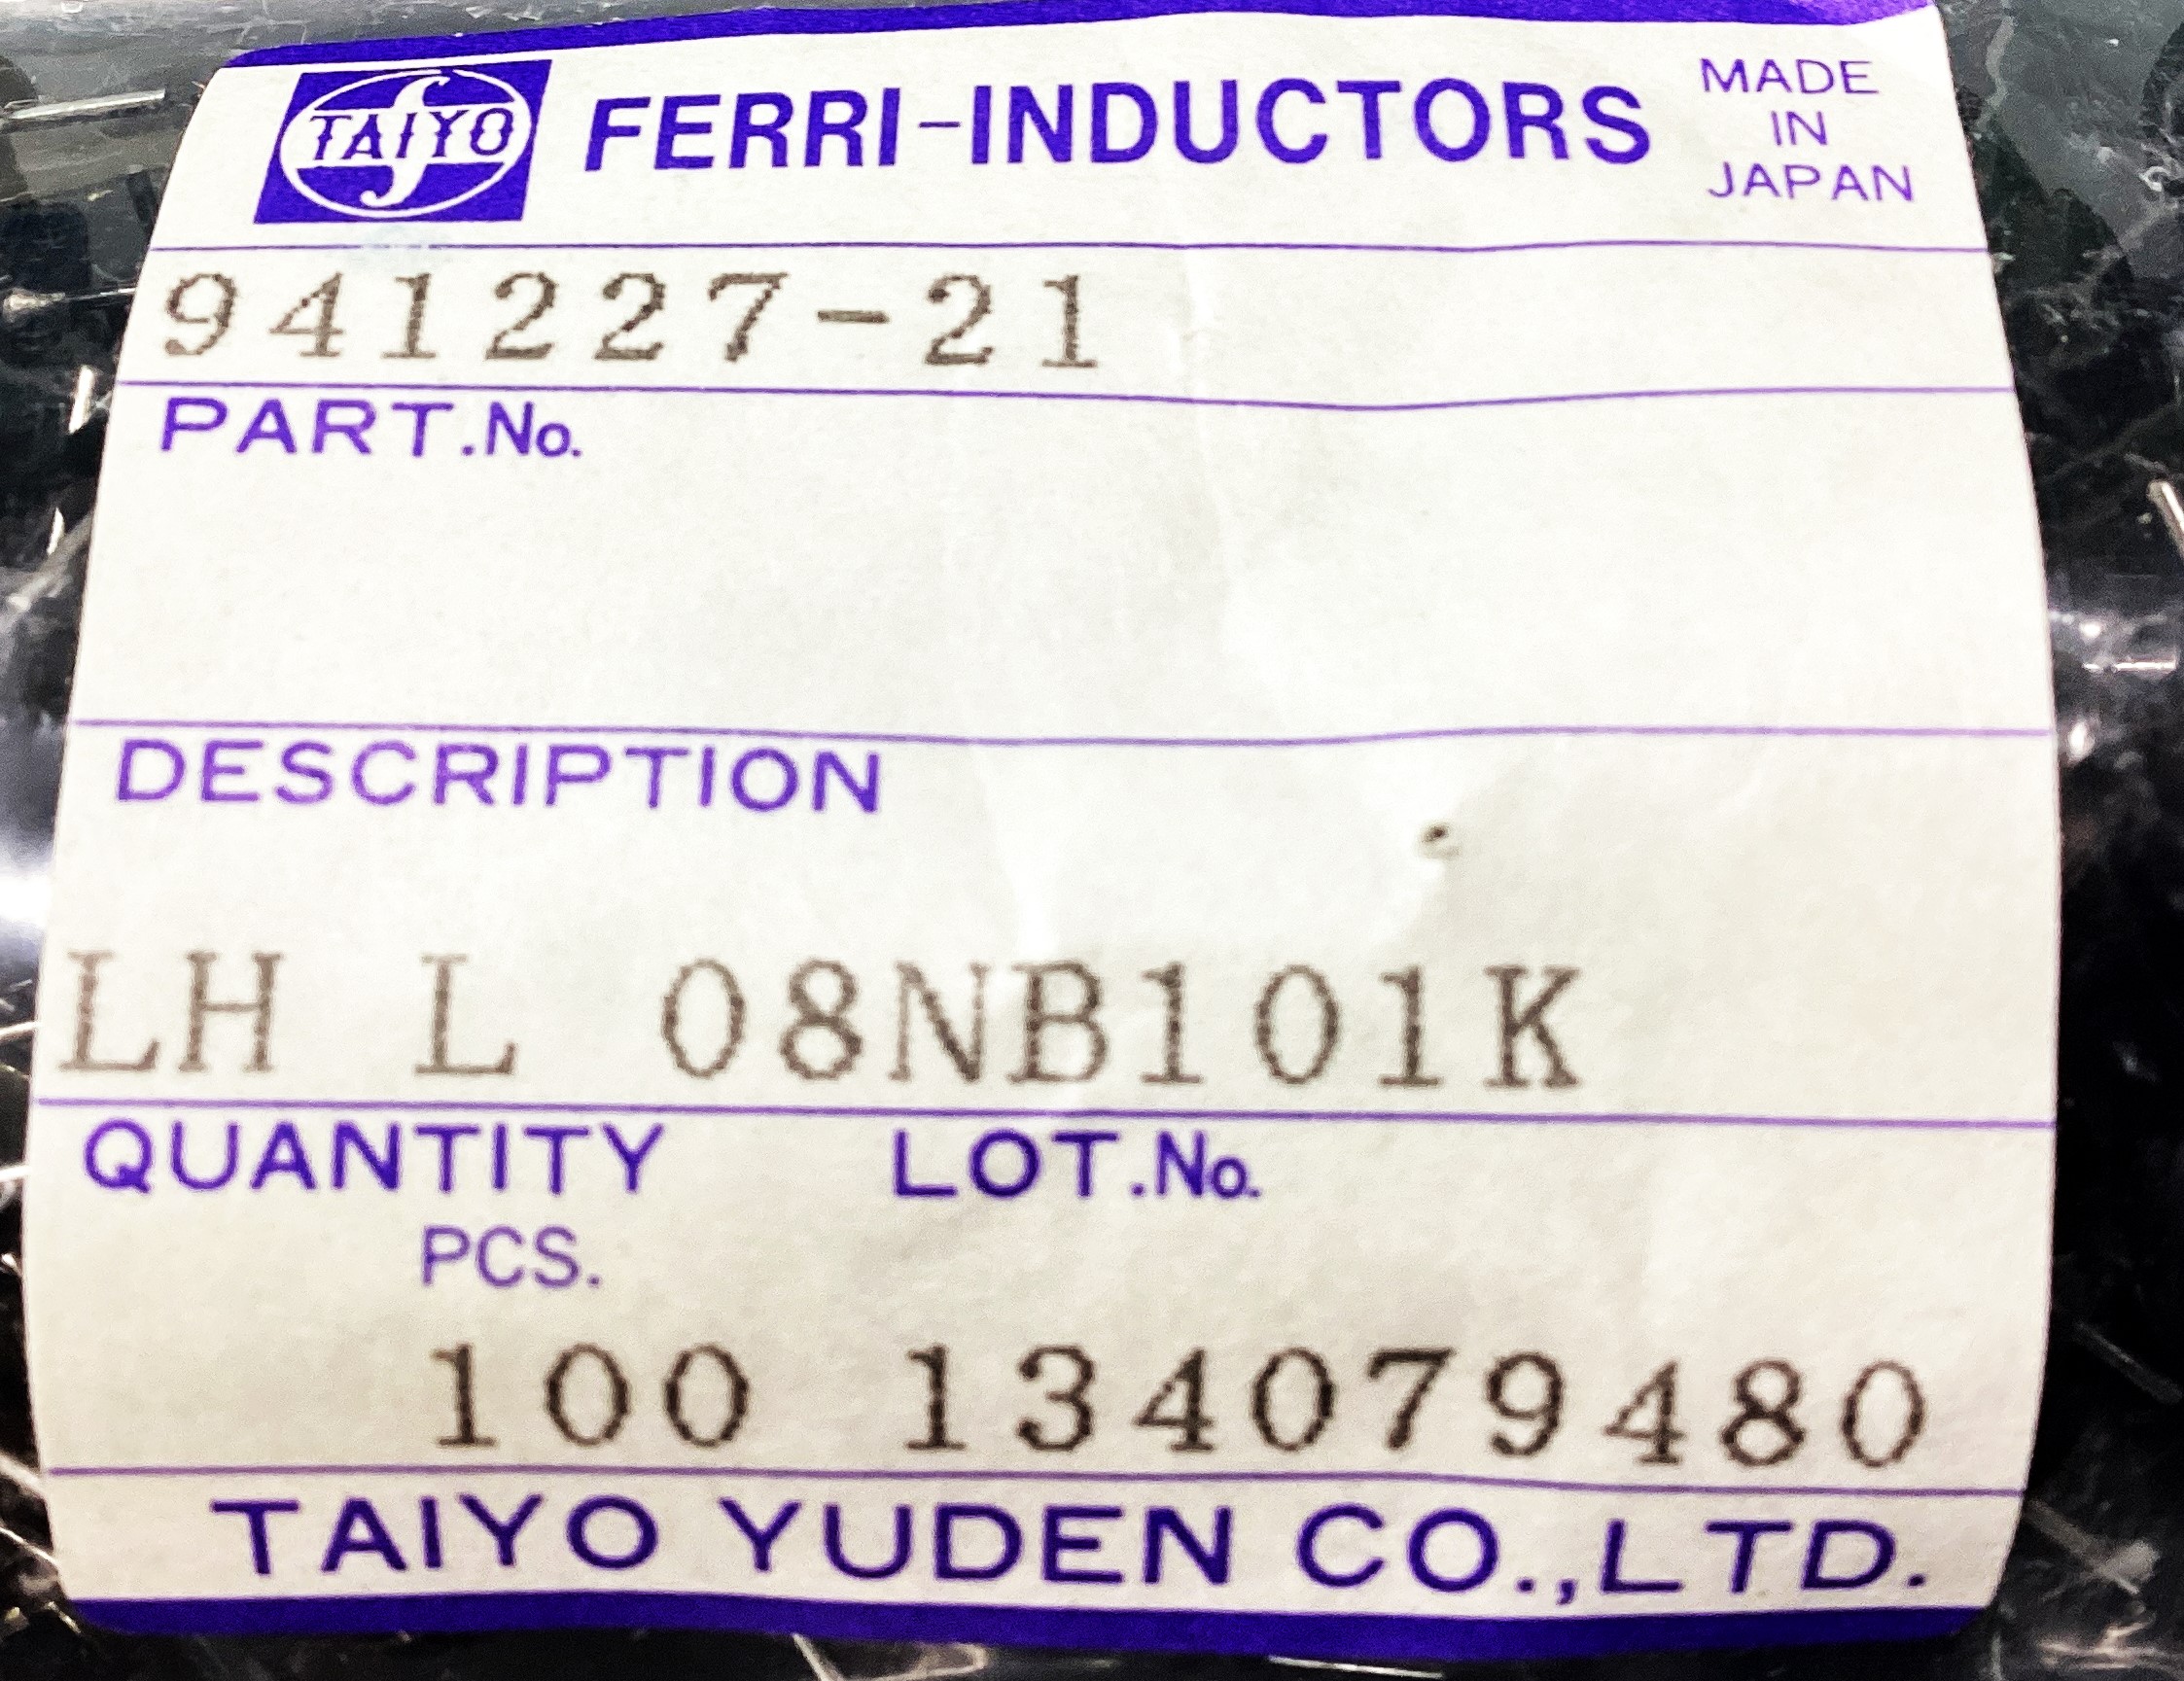 TAIYO FERRI-INDUCTORS
MADE
IN
JAPAN
941227-21
PART.No.
DESCRIPTION
LH L 08NB101K
QUANTITY LOT.No.
PCS.
100 134079480
TAIYO YUDEN CO.,LTD.